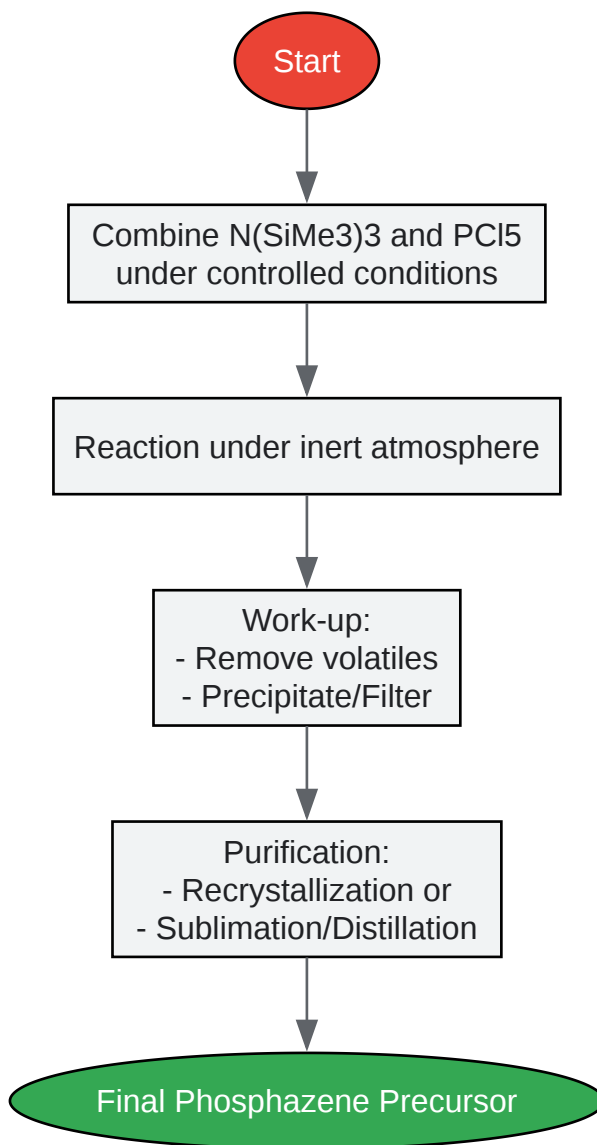 Start
Combine N(SiMe3)3 and PCl5
under controlled conditions
Reaction under inert atmosphere
Work-up:
- Remove volatiles
- Precipitate/Filter
Purification:
- Recrystallization or
- Sublimation/Distillation
Final Phosphazene Precursor